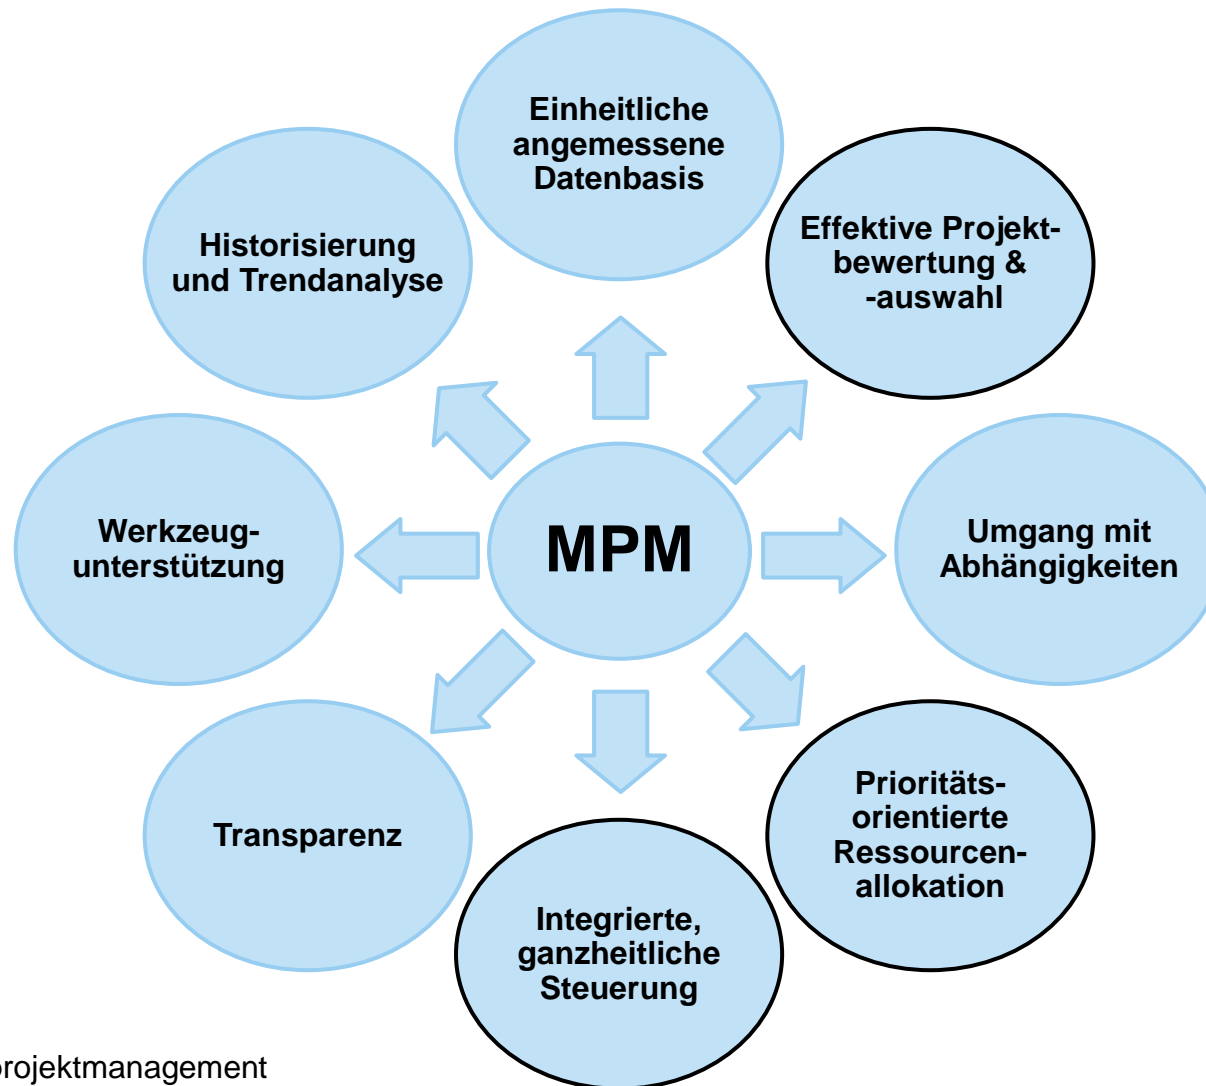 Einheitliche
angemessene
Datenbasis
Effektive Projekt-
bewertung &
-auswahl
Historisierung
und Trendanalyse
Werkzeug-
unterstützung
MPM
Umgang mit
Abhängigkeiten
Transparenz
Prioritäts-
orientierte
Ressourcen-
allokation
Integrierte,
ganzheitliche
Steuerung
projektmanagement